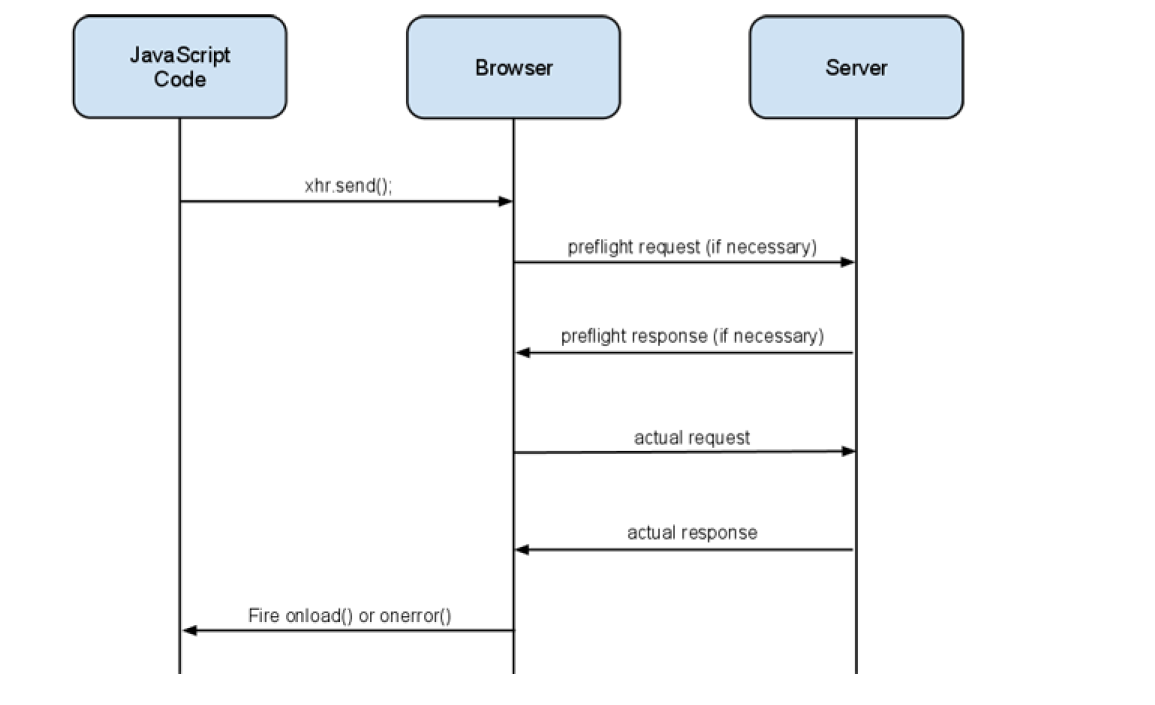 JavaScript
Code
Browser
Server
xhr.send();
preflight request (if necessary)
preflight response (if necessary)
actual request
actual response
Fire onload() or onerror()